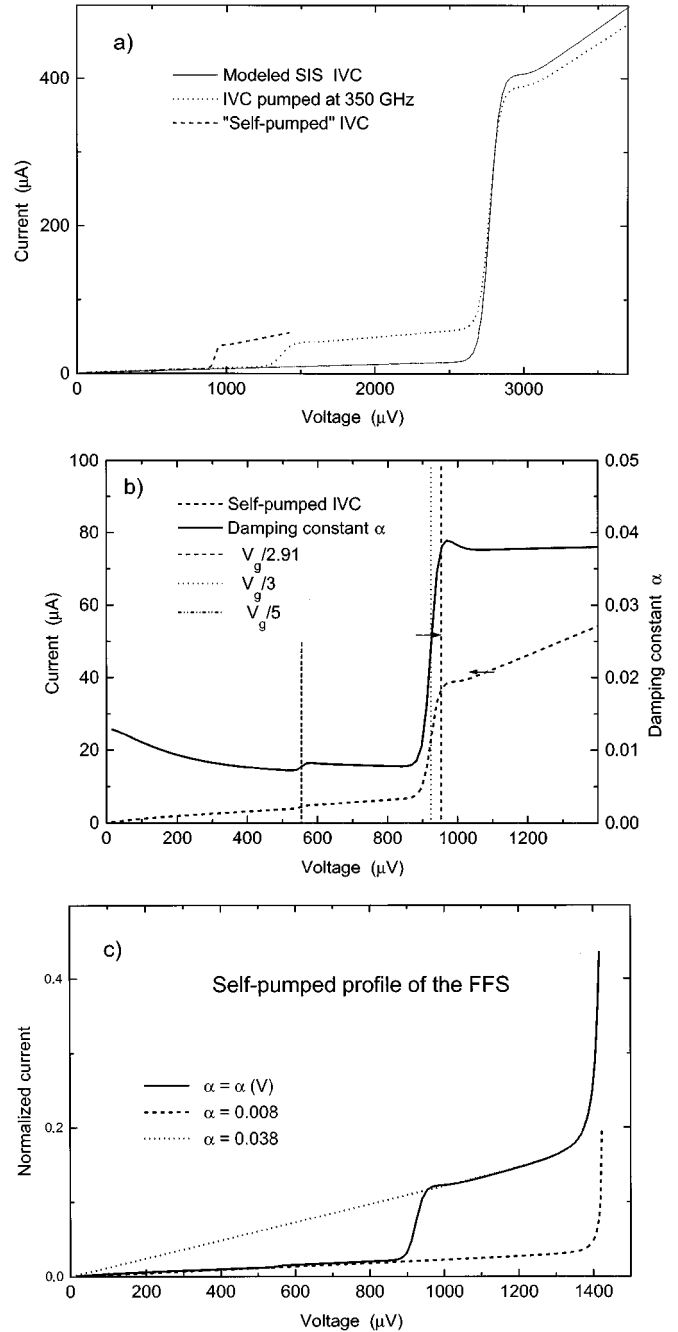 a)
Modeled SIS IVC
IVC pumped at 350 GHz
"Self-pumped" IVC
400
200
0
Current (μA)
0
1000
2000
3000
Voltage (μV)
b)
Self-pumped IVC
Damping constant α
V_g/2.91
V_g/3
V_g/5
100
80
60
40
20
0
Current (μA)
0.05
0.04
0.03
0.02
0.01
0.00
Damping constant α
0
200
400
600
800
1000
1200
Voltage (μV)
c)
Self-pumped profile of the FFS
α = α (V)
α = 0.008
α = 0.038
0.4
0.2
0.0
Normalized current
0
200
400
600
800
1000
1200
1400
Voltage (μV)